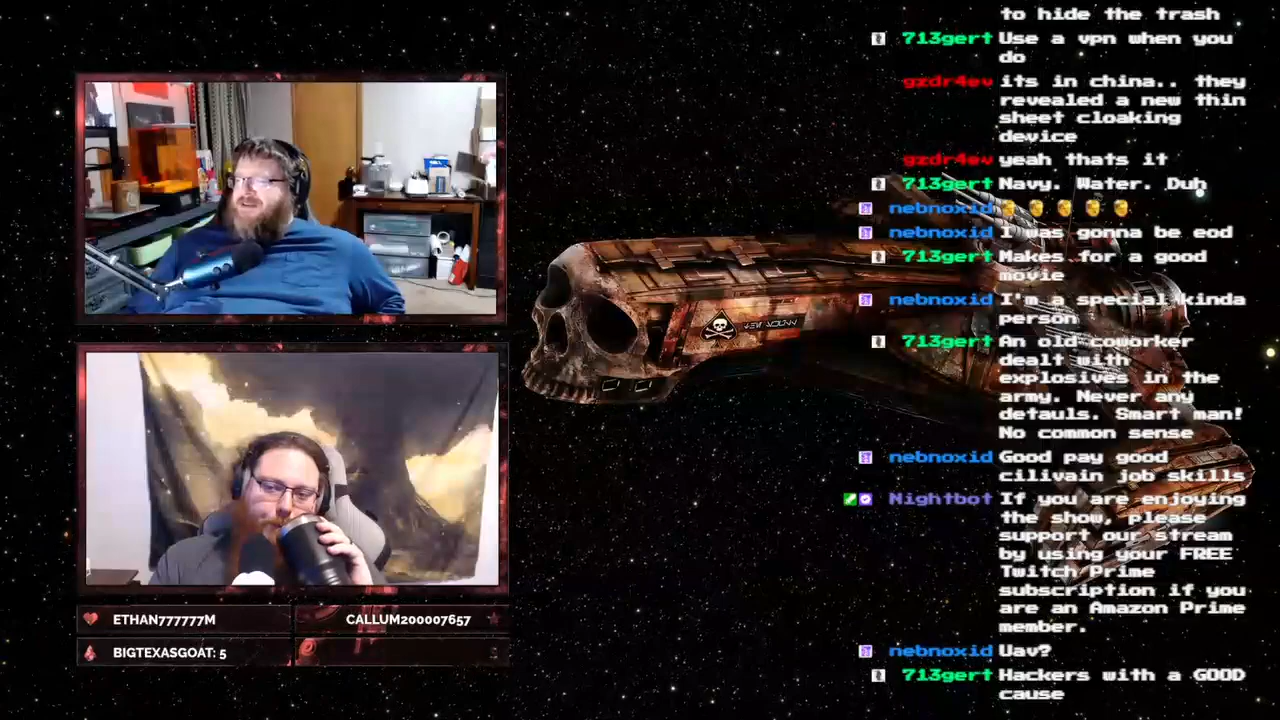 to hide the trash
713gert Use a vpn when you
do
gzdr4ev its in china.. they
revealed a new thin
sheet cloaking
device
gzdr4ev yeah thats it
713gert Navy. Water. Duh
nebnoxid
nebnoxid I was gonna be eod
713gert Makes for a good
movie
nebnoxid I'm a special kinda
person
713gert An old coworker
dealt with
explosives in the
army. Never any
detauls. Smart man!
No common sense
nebnoxid Good pay good
cilivain job skills
Nightbot If you are enjoying
the show, please
support our stream
by using your FREE
Twitch Prime
subscription if you
are an Amazon Prime
member.
nebnoxid Uav?
713gert Hackers with a GOOD
cause
ETHAN777777M
CALLUM200007657
BIGTEXASGOAT: 5